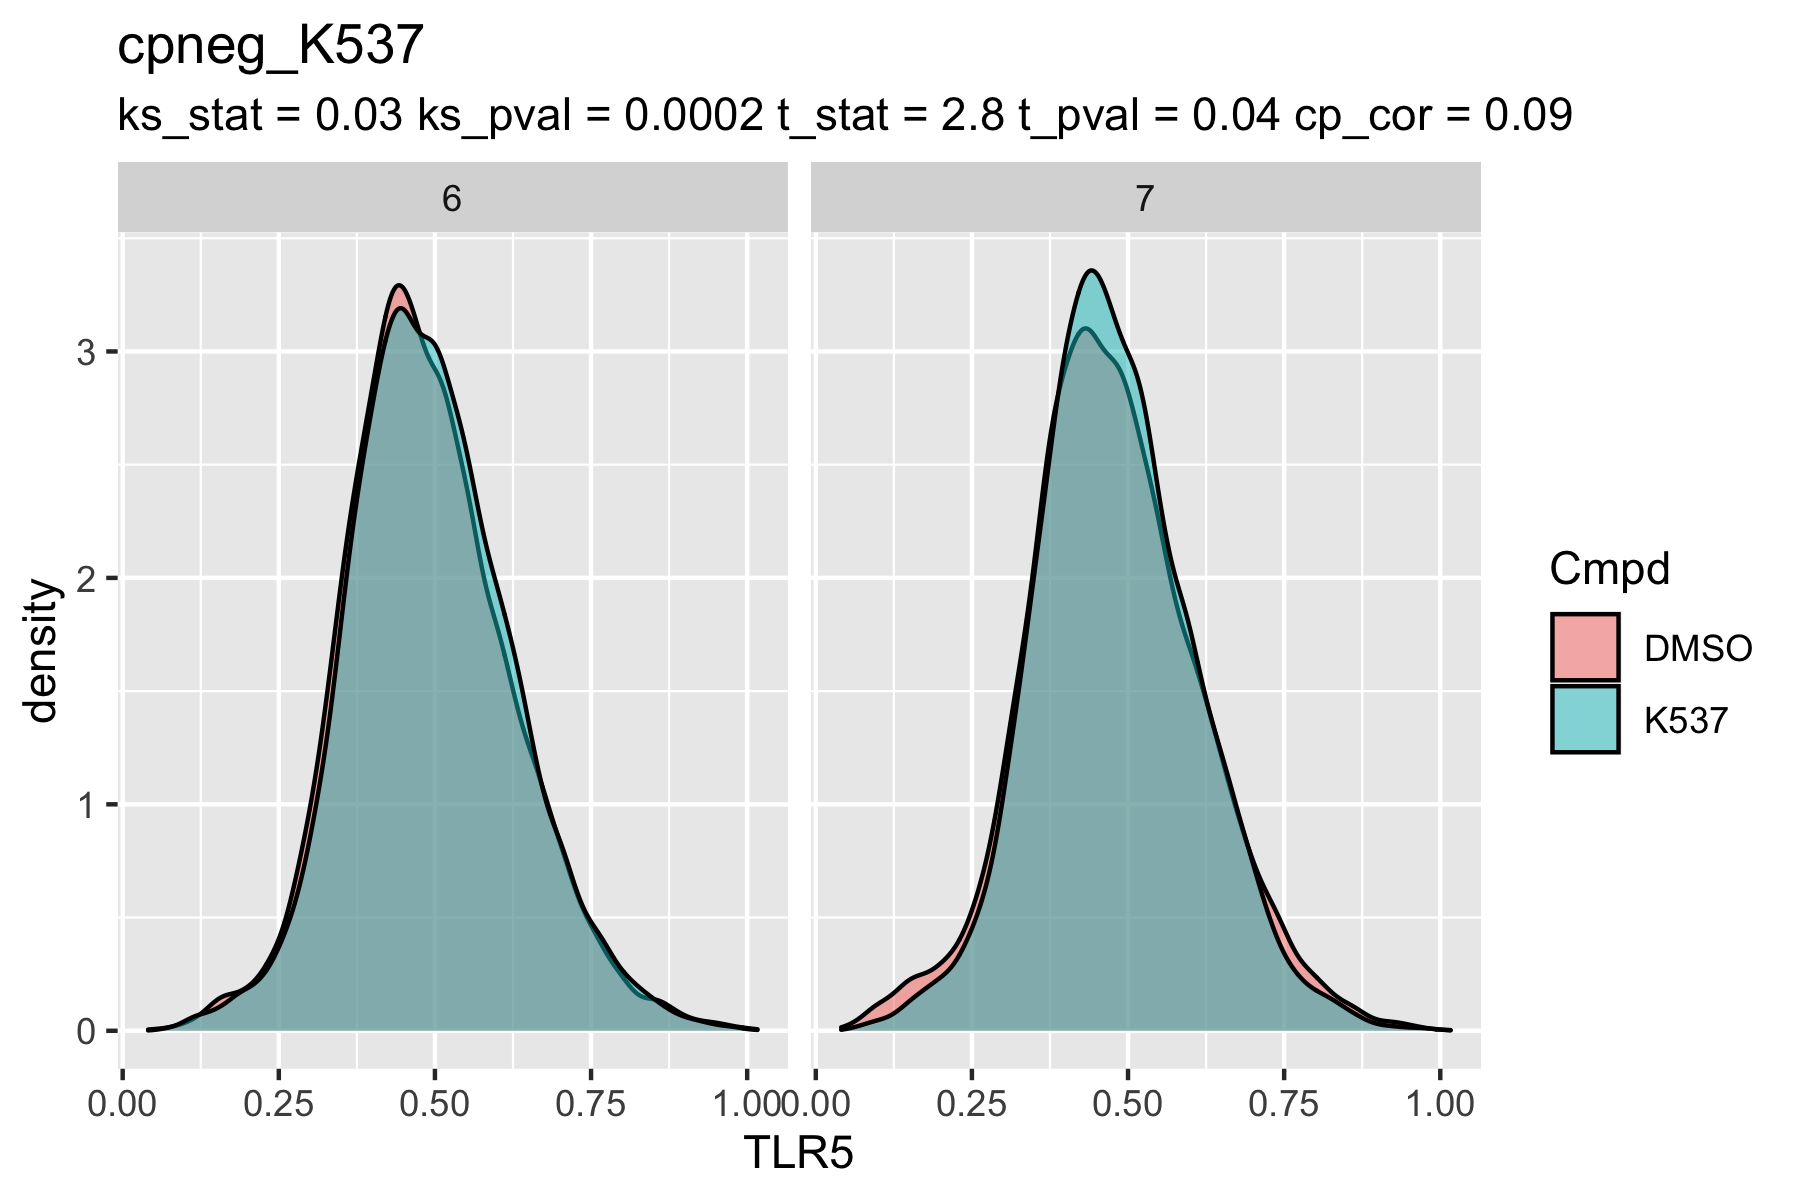 cpneg_K537
ks_stat = 0.03 ks_pval = 0.0002 t_stat = 2.8 t_pval = 0.04 cp_cor = 0.09
6
7
density
3
2
1
0
0.00 0.25 0.50 0.75 1.00
0.00 0.25 0.50 0.75 1.00
TLR5
Cmpd
DMSO
K537